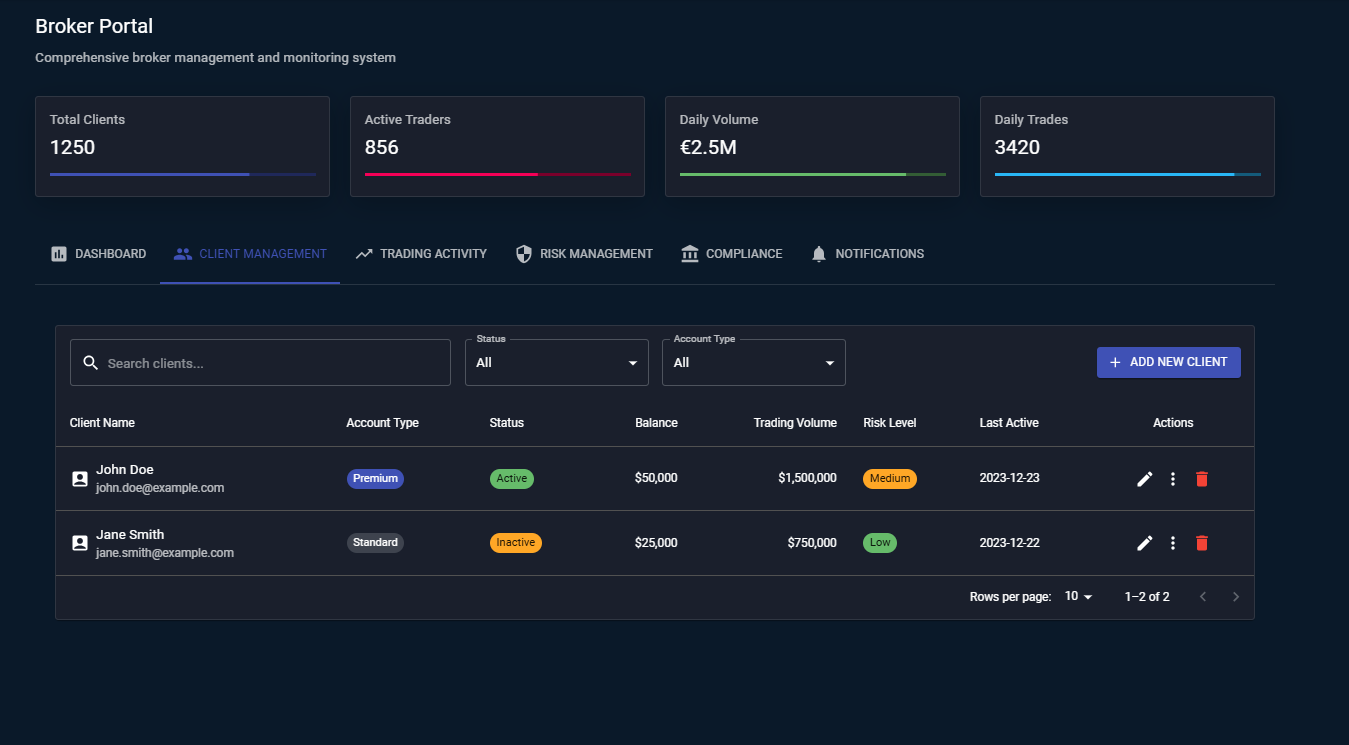 Broker Portal
Comprehensive broker management and monitoring system
Total Clients
1250
Active Traders
856
Daily Volume
€2.5M
Daily Trades
3420
DASHBOARD CLIENT MANAGEMENT TRADING ACTIVITY RISK MANAGEMENT COMPLIANCE NOTIFICATIONS
Search clients...
Status
All
Account Type
All
ADD NEW CLIENT
Client Name Account Type Status Balance Trading Volume Risk Level Last Active Actions
John Doe
john.doe@example.com
Premium Active $50,000 $1,500,000 Medium 2023-12-23
Jane Smith
jane.smith@example.com
Standard Inactive $25,000 $750,000 Low 2023-12-22
Rows per page: 10 1–2 of 2